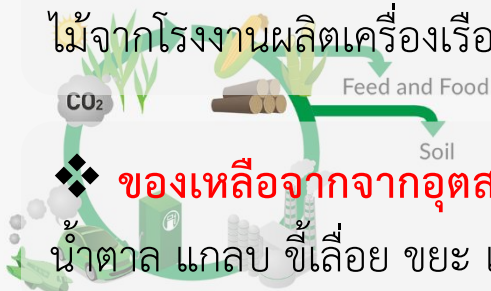 ไม้จากโรงงานผลิตเครื่องเรือ
Feed and Food
CO₂
Soil
❖ ของเหลือจากจากอุตส
น้ำตาล แกลบ ขี้เลื่อย ขยะ แ